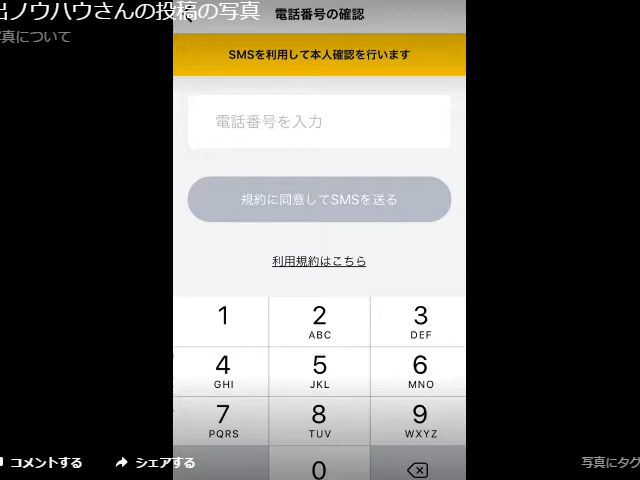 出ノウハウさんの投稿の写真
写真について
電話番号の確認
SMSを利用して本人確認を行います
電話番号を入力
規約に同意してSMSを送る
利用規約はこちら
1
2 ABC
3 DEF
4 GHI
5 JKL
6 MNO
7 PQRS
8 TUV
9 WXYZ
0
コメントする シェアする 写真にタグ